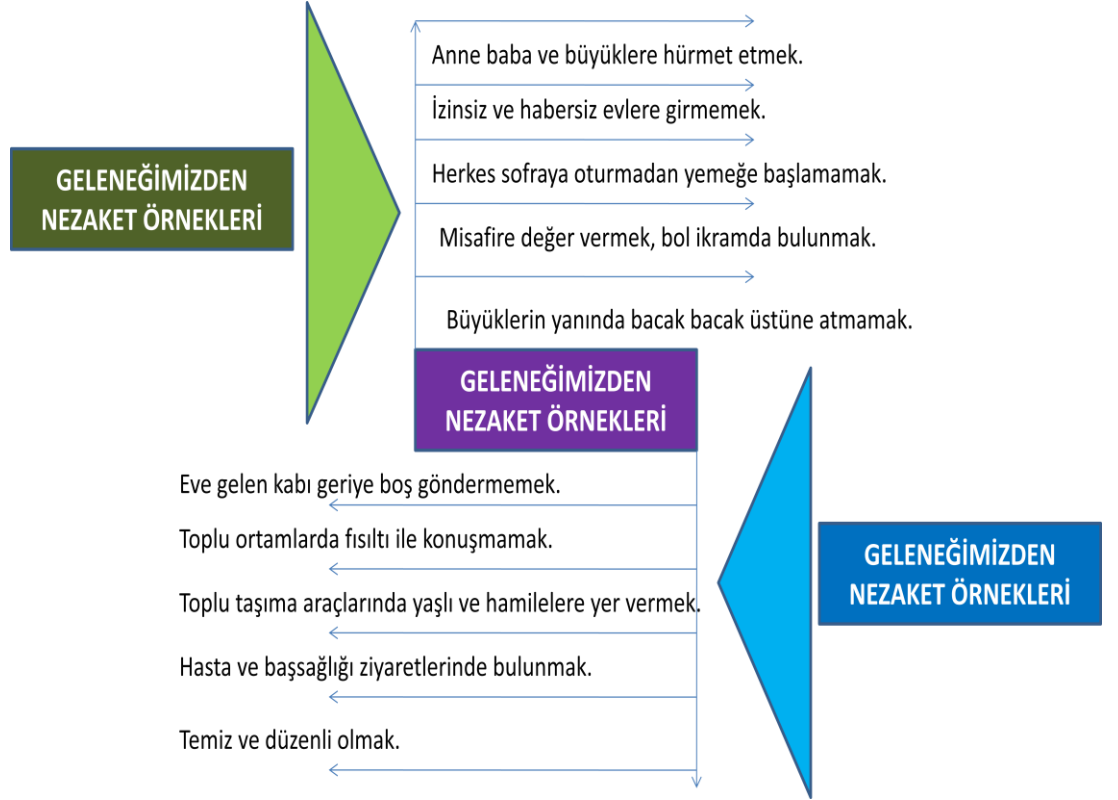 GELENEĞİMİZDEN
NEZAKET ÖRNEKLERİ
Anne baba ve büyüklere hürmet etmek.
İzinsiz ve habersiz evlere girmemek.
Herkes sofraya oturmadan yemeğe başlamamak.
Misafire değer vermek, bol ikramda bulunmak.
Büyüklerin yanında bacak bacak üstüne atmamak.
GELENEĞİMİZDEN
NEZAKET ÖRNEKLERİ
Eve gelen kabı geriye boş göndermemek.
Toplu ortamlarda fısıltı ile konuşmamak.
Toplu taşıma araçlarında yaşlı ve hamilelere yer vermek.
Hasta ve başsağlığı ziyaretlerinde bulunmak.
Temiz ve düzenli olmak.
GELENEĞİMİZDEN
NEZAKET ÖRNEKLERİ